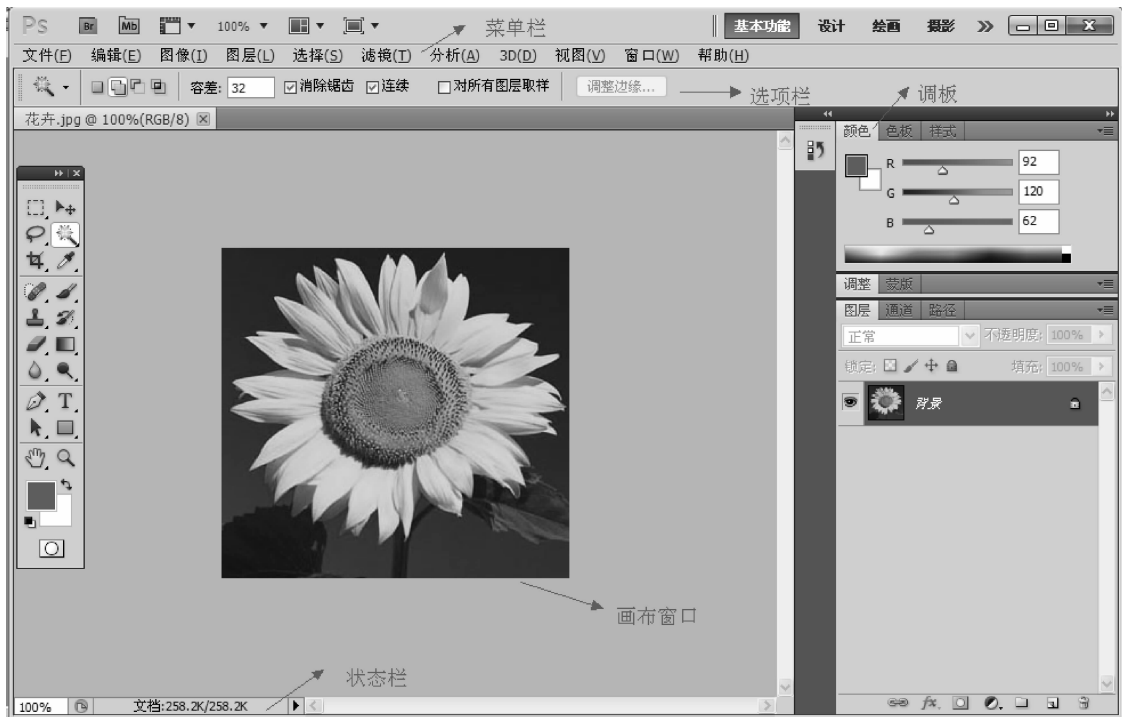 Ps Br Mb 100% 菜单栏 基本功能 设计 绘画 摄影
文件(F) 编辑(E) 图像(I) 图层(L) 选择(S) 滤镜(T) 分析(A) 3D(D) 视图(V) 窗口(W) 帮助(H)
容差: 32 消除锯齿 连续 对所有图层取样 调整边缘... 选项栏 调板
花卉.jpg @ 100%(RGB/8)
颜色 色板 样式
R 92
G 120
B 62
调整 蒙版
图层 通道 路径
正常 不透明度: 100%
锁定: 填充: 100%
背景
T
画布窗口
状态栏
100% 文档:258.2K/258.2K
fx.